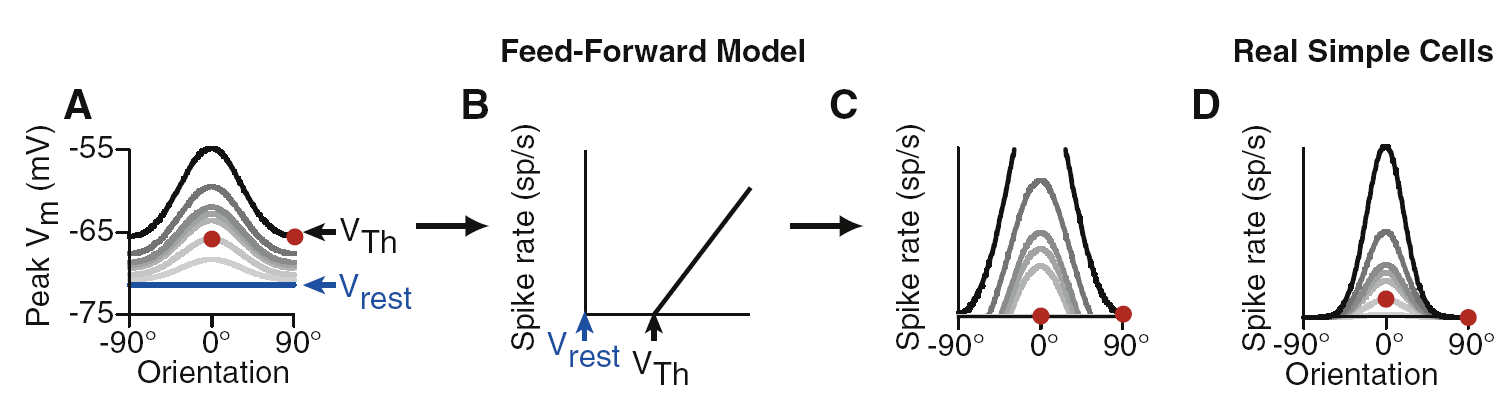 Feed-Forward Model
Real Simple Cells
A
Peak Vm (mV)
-55
-65
-75
-90° 0° 90°
Orientation
VTh
Vrest
B
Spike rate (sp/s)
Vrest
VTh
C
Spike rate (sp/s)
-90° 0° 90°
D
Spike rate (sp/s)
-90° 0° 90°
Orientation